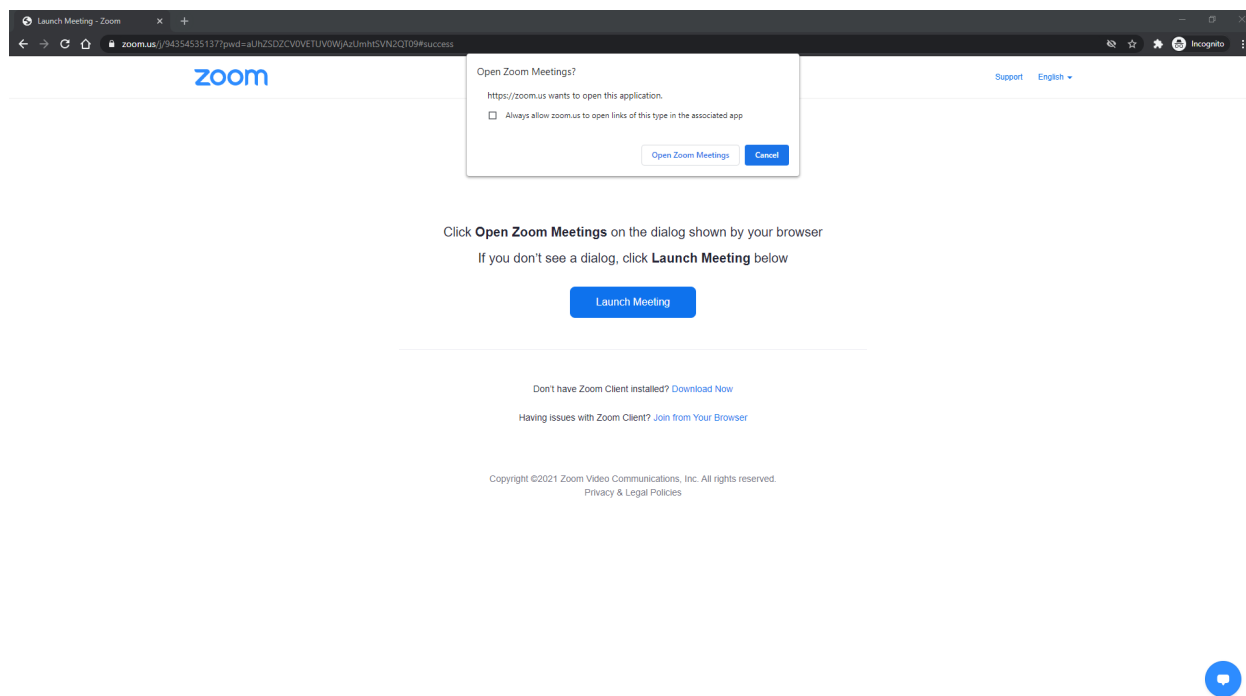 Launch Meeting - Zoom
zoom.us/j/94354535137?pwd=aUhZSDZCV0VETUV0WjAzUmhtSVN2QT09#success
Incognito
zoom
Support English
Open Zoom Meetings?
https://zoom.us wants to open this application.
Always allow zoom.us to open links of this type in the associated app
Open Zoom Meetings Cancel
Click Open Zoom Meetings on the dialog shown by your browser
If you don't see a dialog, click Launch Meeting below
Launch Meeting
Don't have Zoom Client installed? Download Now
Having issues with Zoom Client? Join from Your Browser
Copyright ©2021 Zoom Video Communications, Inc. All rights reserved.
Privacy & Legal Policies